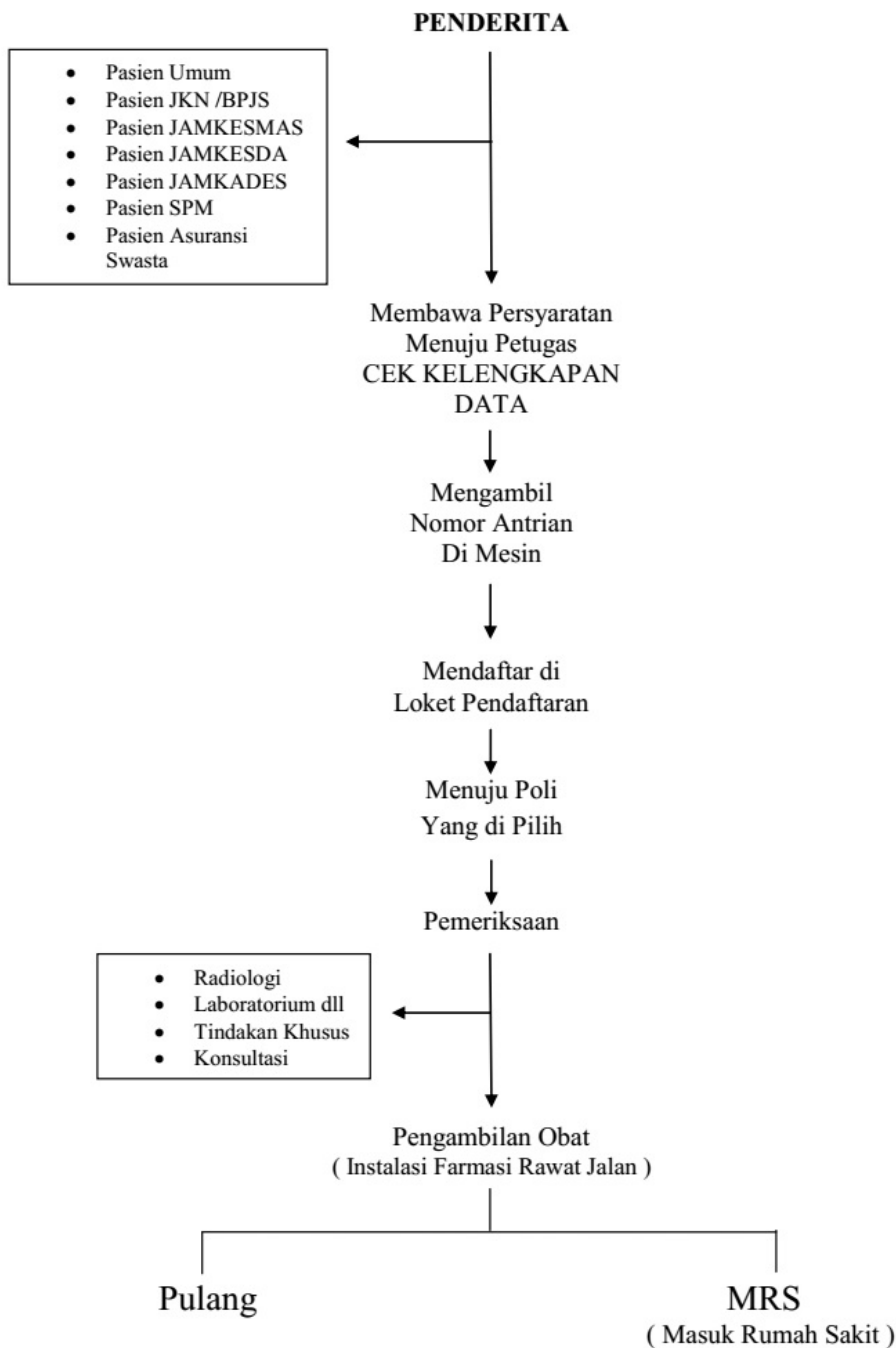 PENDERITA
• Pasien Umum
• Pasien JKN /BPJS
• Pasien JAMKESMAS
• Pasien JAMKESDA
• Pasien JAMKADES
• Pasien SPM
• Pasien Asuransi
Swasta
Membawa Persyaratan
Menuju Petugas
CEK KELENGKAPAN
DATA
Mengambil
Nomor Antrian
Di Mesin
Mendaftar di
Loket Pendaftaran
Menuju Poli
Yang di Pilih
Pemeriksaan
• Radiologi
• Laboratorium dll
• Tindakan Khusus
• Konsultasi
Pengambilan Obat
( Instalasi Farmasi Rawat Jalan )
Pulang
MRS
( Masuk Rumah Sakit )